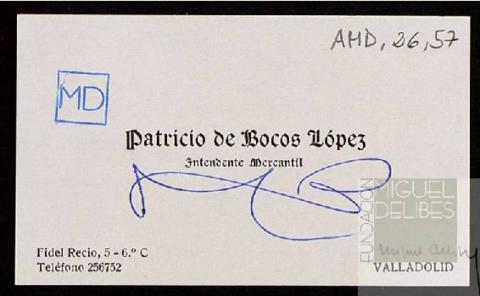 AMD, 26, 57
MD
Patricio de Bocos López
Intendente Mercantil
FUNDACIÓN
MIGUEL
DELIBES
Fidel Recio, 5 - 6.º C
Teléfono 256752
VALLADOLID